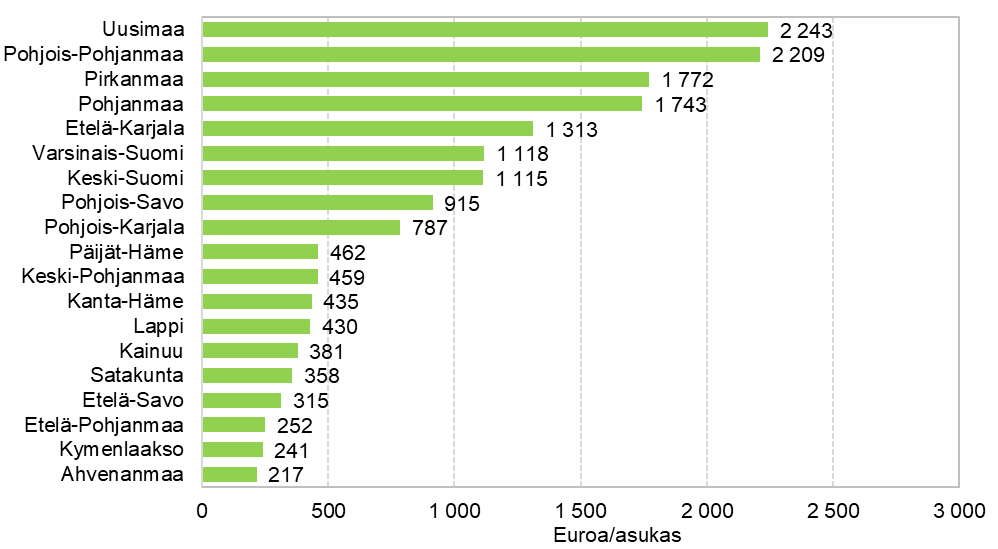 Uusimaa 2 243
Pohjois-Pohjanmaa 2 209
Pirkanmaa 1 772
Pohjanmaa 1 743
Etelä-Karjala 1 313
Varsinais-Suomi 1 118
Keski-Suomi 1 115
Pohjois-Savo 915
Pohjois-Karjala 787
Päijät-Häme 462
Keski-Pohjanmaa 459
Kanta-Häme 435
Lappi 430
Kainuu 381
Satakunta 358
Etelä-Savo 315
Etelä-Pohjanmaa 252
Kymenlaakso 241
Ahvenanmaa 217
0 500 1 000 1 500 2 000 2 500 3 000
Euroa/asukas